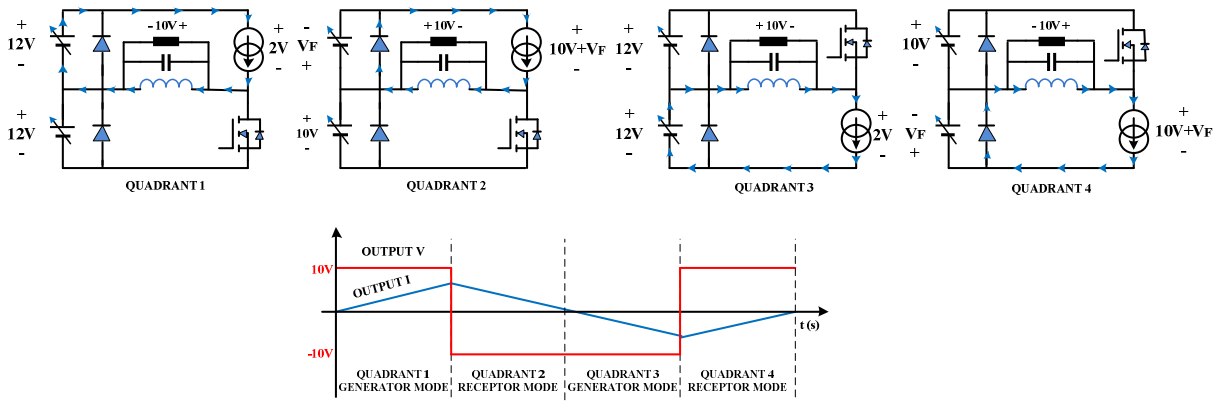 +
12V
-
+
12V
-
- 10V +
+
2V
-
QUADRANT 1
-
VF
+
+
10V
-
+ 10V -
+
10V+VF
-
QUADRANT 2
+
12V
-
+
12V
-
+ 10V -
+
2V
-
QUADRANT 3
+
10V
-
-
VF
+
- 10V +
+
10V+VF
-
QUADRANT 4
OUTPUT V
10V
OUTPUT I
t (s)
-10V
QUADRANT 1
GENERATOR MODE
QUADRANT 2
RECEPTOR MODE
QUADRANT 3
GENERATOR MODE
QUADRANT 4
RECEPTOR MODE